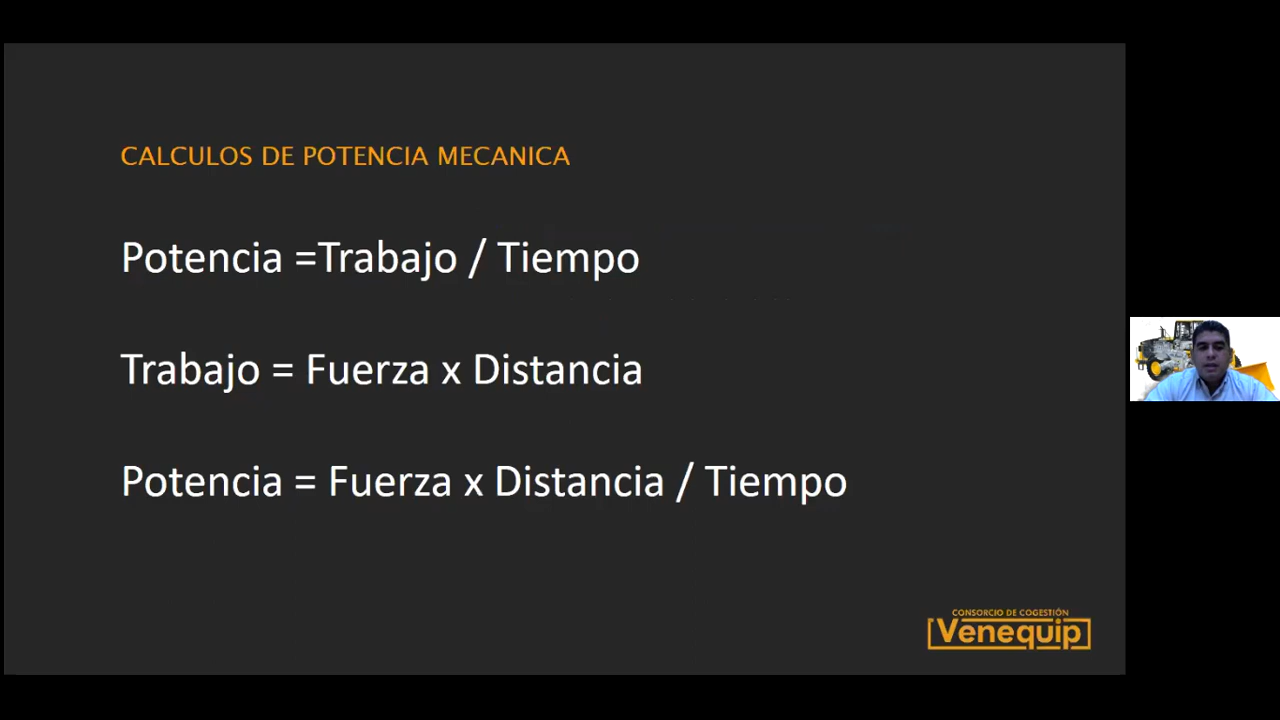 CALCULOS DE POTENCIA MECANICA
Potencia =Trabajo / Tiempo
Trabajo = Fuerza x Distancia
Potencia = Fuerza x Distancia / Tiempo
CONSORCIO DE COGESTIÓN
Venequip